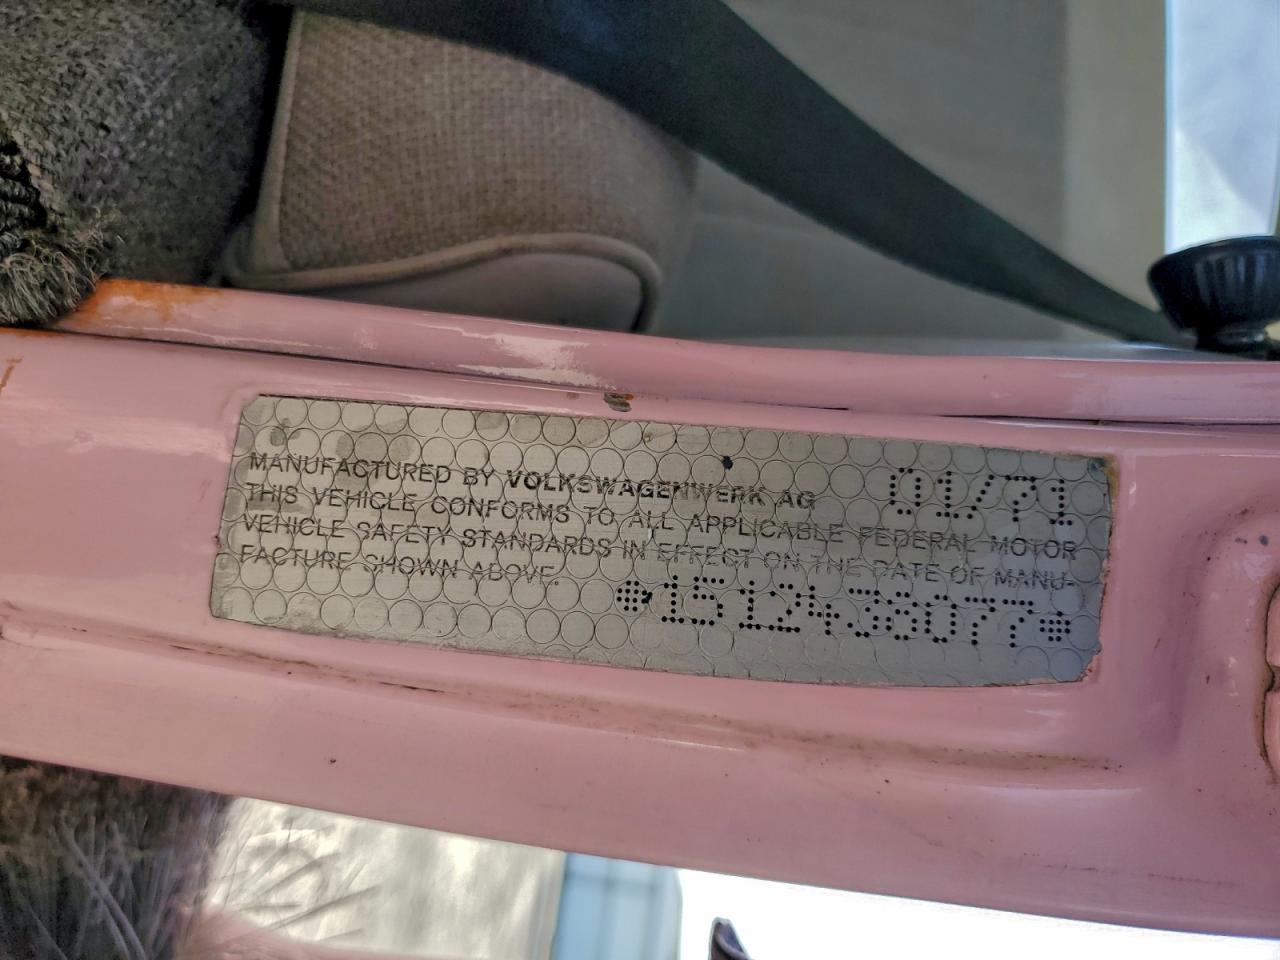 MANUFACTURED BY VOLKSWAGENWERK AG 01/71
THIS VEHICLE CONFORMS TO ALL APPLICABLE FEDERAL MOTOR
VEHICLE SAFETY STANDARDS IN EFFECT ON THE DATE OF MANU-
FACTURE SHOWN ABOVE. *1512436077*